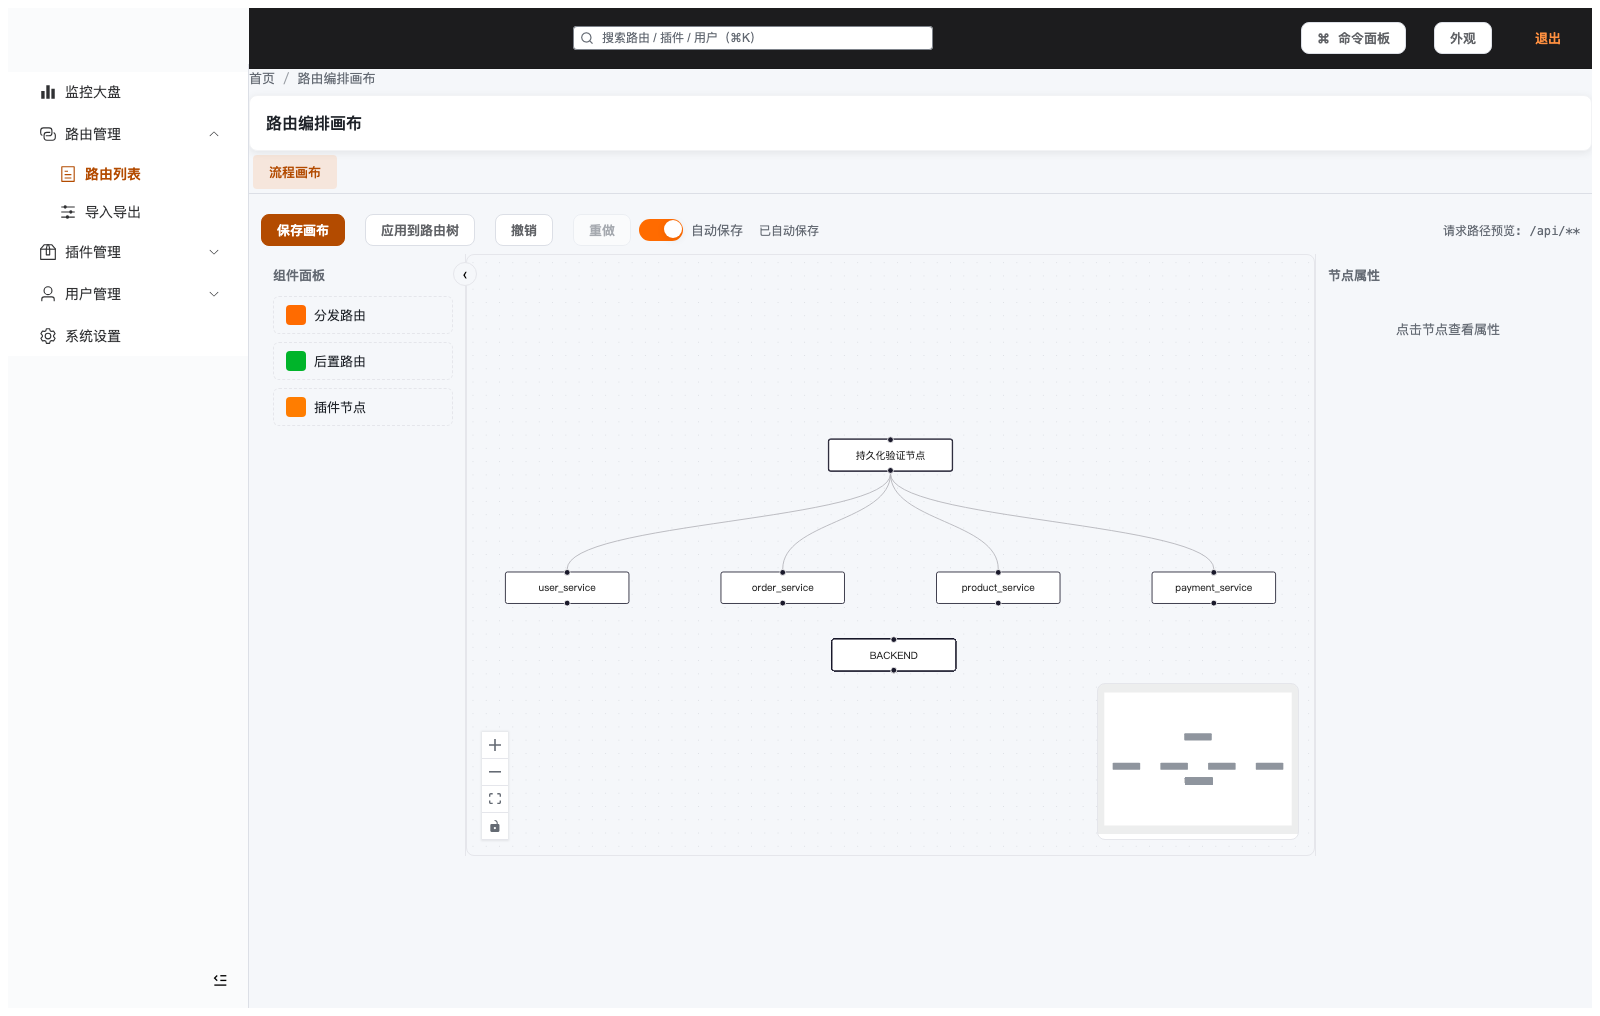 搜索路由 / 插件 / 用户（⌘K）
⌘ 命令面板
外观
退出
监控大盘
路由管理
路由列表
导入导出
插件管理
用户管理
系统设置
首页 / 路由编排画布
路由编排画布
流程画布
保存画布
应用到路由树
撤销
重做
自动保存
已自动保存
请求路径预览: /api/**
组件面板
分发路由
后置路由
插件节点
持久化验证节点
user_service
order_service
product_service
payment_service
BACKEND
节点属性
点击节点查看属性